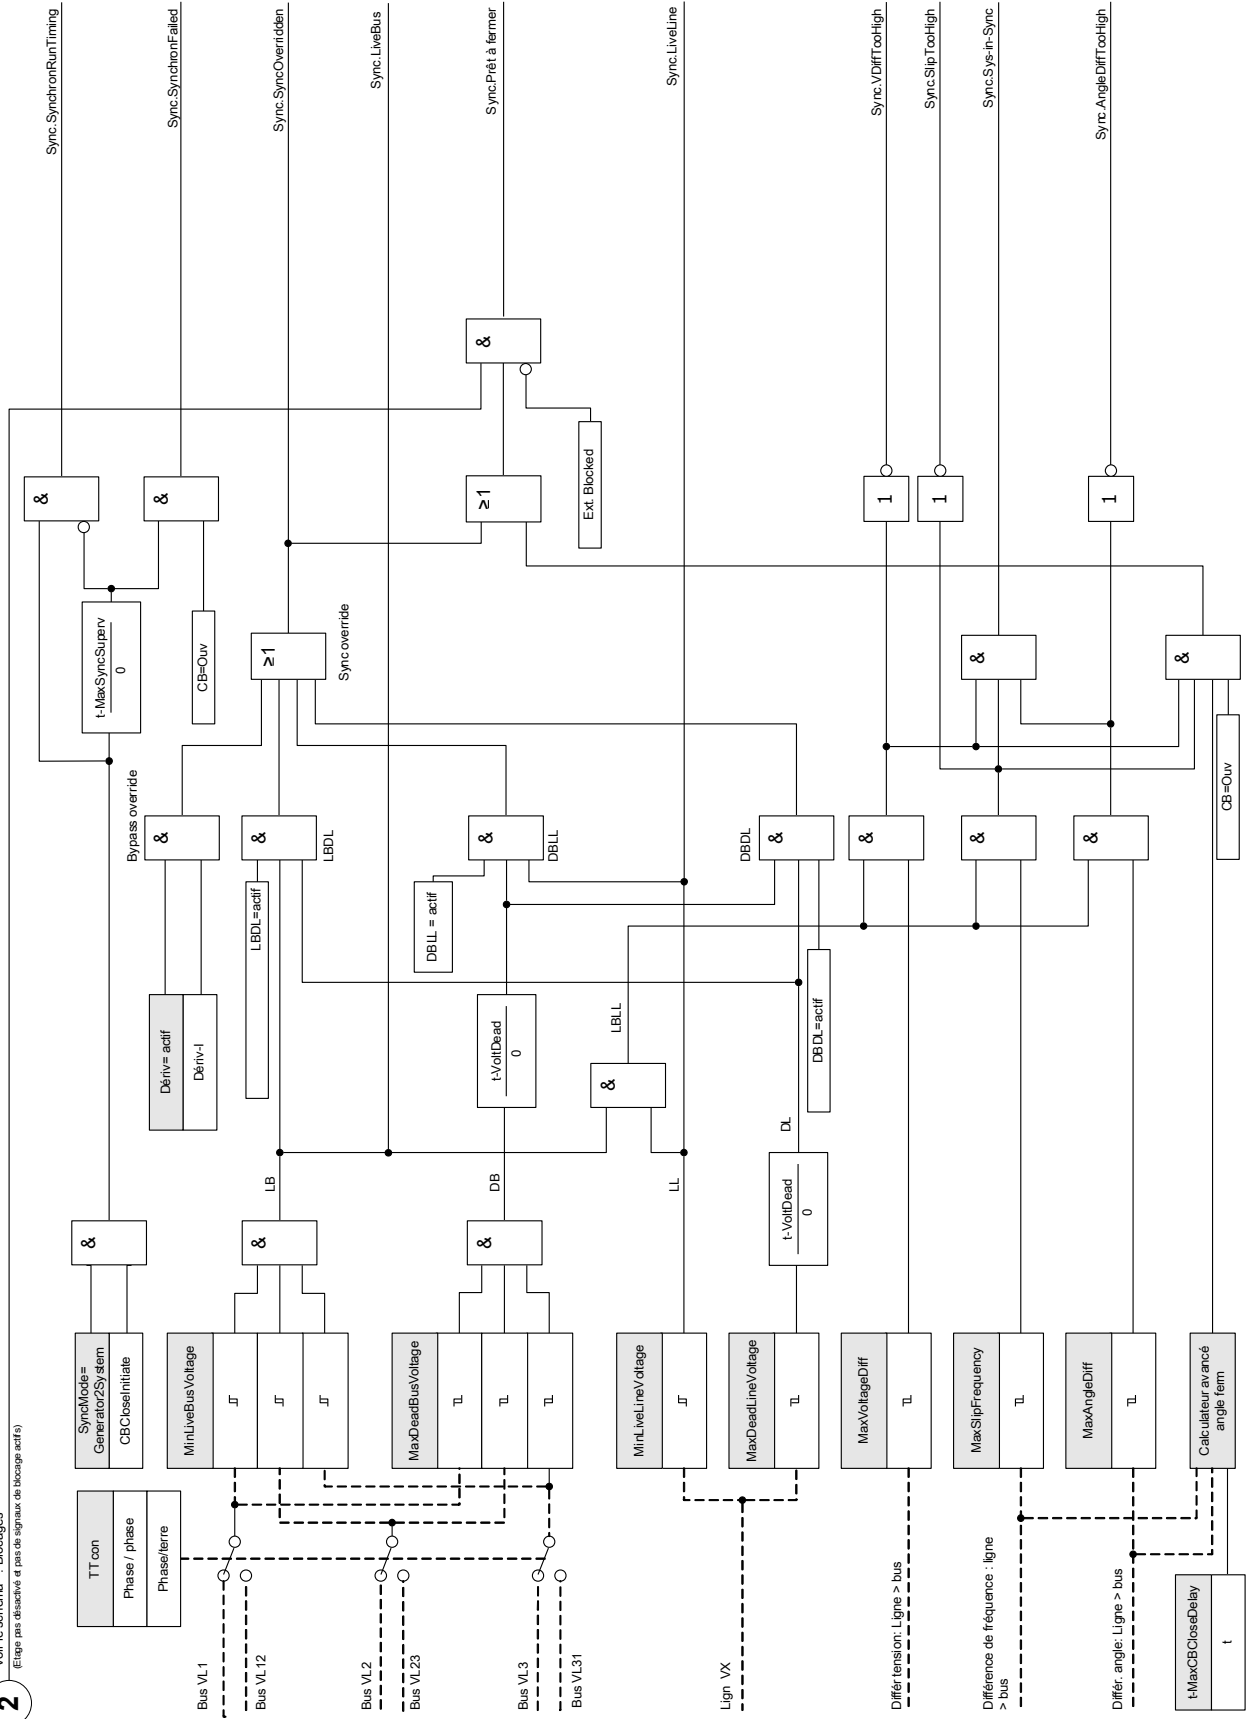 2
(Etage pas désactivé et pas de signaux de blocage actifs)
TT con
Phase / phase
Phase/terre
Bus VL1
Bus VL12
Bus VL2
Bus VL23
Bus VL3
Bus VL31
Lign VX
Différ tension: Ligne > bus
Différence de fréquence : ligne
> bus
Différ. angle: Ligne > bus
t-MaxCBCloseDelay
t
SyncMode=
Generator2System
CBCloseInitiate
MinLiveBusVoltage
MaxDeadBusVoltage
MinLiveLineVoltage
MaxDeadLineVoltage
MaxVoltageDiff
MaxSlipFrequency
MaxAngleDiff
Calculateur avancé
angle ferm
&
&
&
LB
DB
LL
DL
t-VoltDead
0
Dériv= actif
Dériv-I
LBDL=actif
t-VoltDead
0
&
LBLL
DBLL = actif
DBDL=actif
Bypass override
&
&
LBDL
&
DBLL
DBDL
&
&
&
&
CB=Ouv
t-MaxSyncSuperv
0
CB=Ouv
≥1
Sync override
&
&
&
&
≥1
Ext. Blocked
1
1
1
&
Sync.SynchronRunTiming
Sync.SynchronFailed
Sync.SyncOverridden
Sync.LiveBus
Sync.Prêt à fermer
Sync.LiveLine
Sync.VDiffTooHigh
Sync.SlipTooHigh
Sync.Sys-in-Sync
Sync.AngleDiffTooHigh